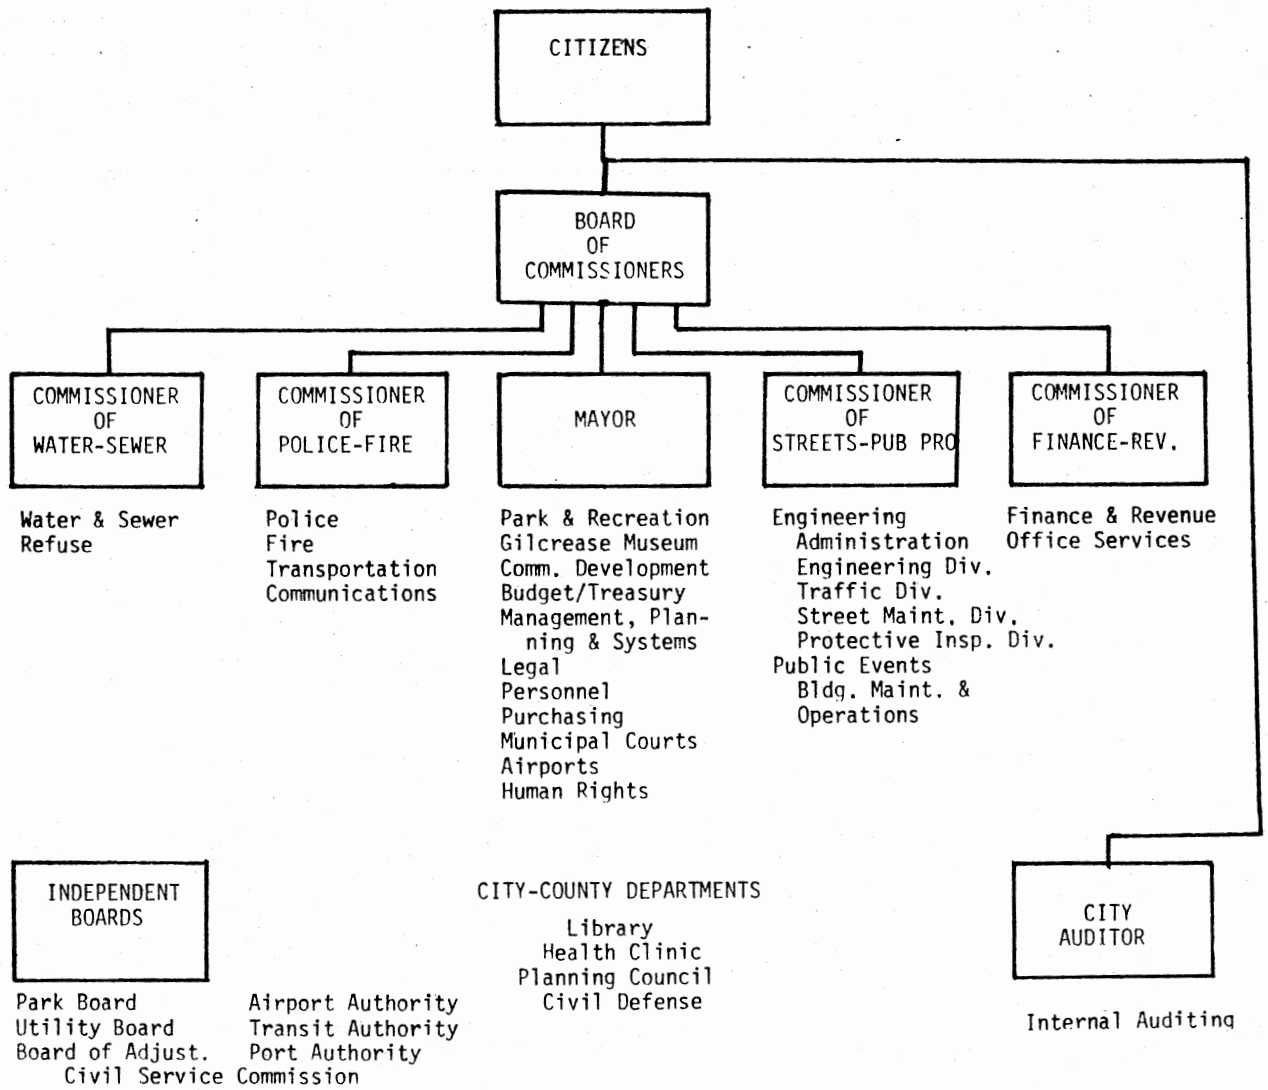 CITIZENS
BOARD
OF
COMMISSIONERS
COMMISSIONER
OF
WATER-SEWER
Water & Sewer
Refuse
COMMISSIONER
OF
POLICE-FIRE
Police
Fire
Transportation
Communications
MAYOR
Park & Recreation
Gilcrease Museum
Comm. Development
Budget/Treasury
Management, Plan-
ning & Systems
Legal
Personnel
Purchasing
Municipal Courts
Airports
Human Rights
COMMISSIONER
OF
STREETS-PUB PRO
Engineering
Administration
Engineering Div.
Traffic Div.
Street Maint. Div.
Protective Insp. Div.
Public Events
Bldg. Maint. &
Operations
COMMISSIONER
OF
FINANCE-REV.
Finance & Revenue
Office Services
INDEPENDENT
BOARDS
Park Board
Utility Board
Board of Adjust.
Airport Authority
Transit Authority
Port Authority
Civil Service Commission
CITY-COUNTY DEPARTMENTS
Library
Health Clinic
Planning Council
Civil Defense
CITY
AUDITOR
Internal Auditing